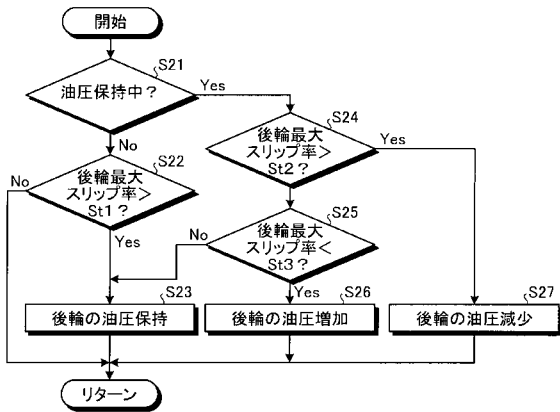 開始
S21
油圧保持中？
Yes
No
S24
後輪最大
スリップ率＞
St2？
Yes
S22
No
後輪最大
スリップ率＞
St1？
Yes
S25
No
後輪最大
スリップ率＜
St3？
Yes
S23
後輪の油圧保持
S26
後輪の油圧増加
S27
後輪の油圧減少
リターン